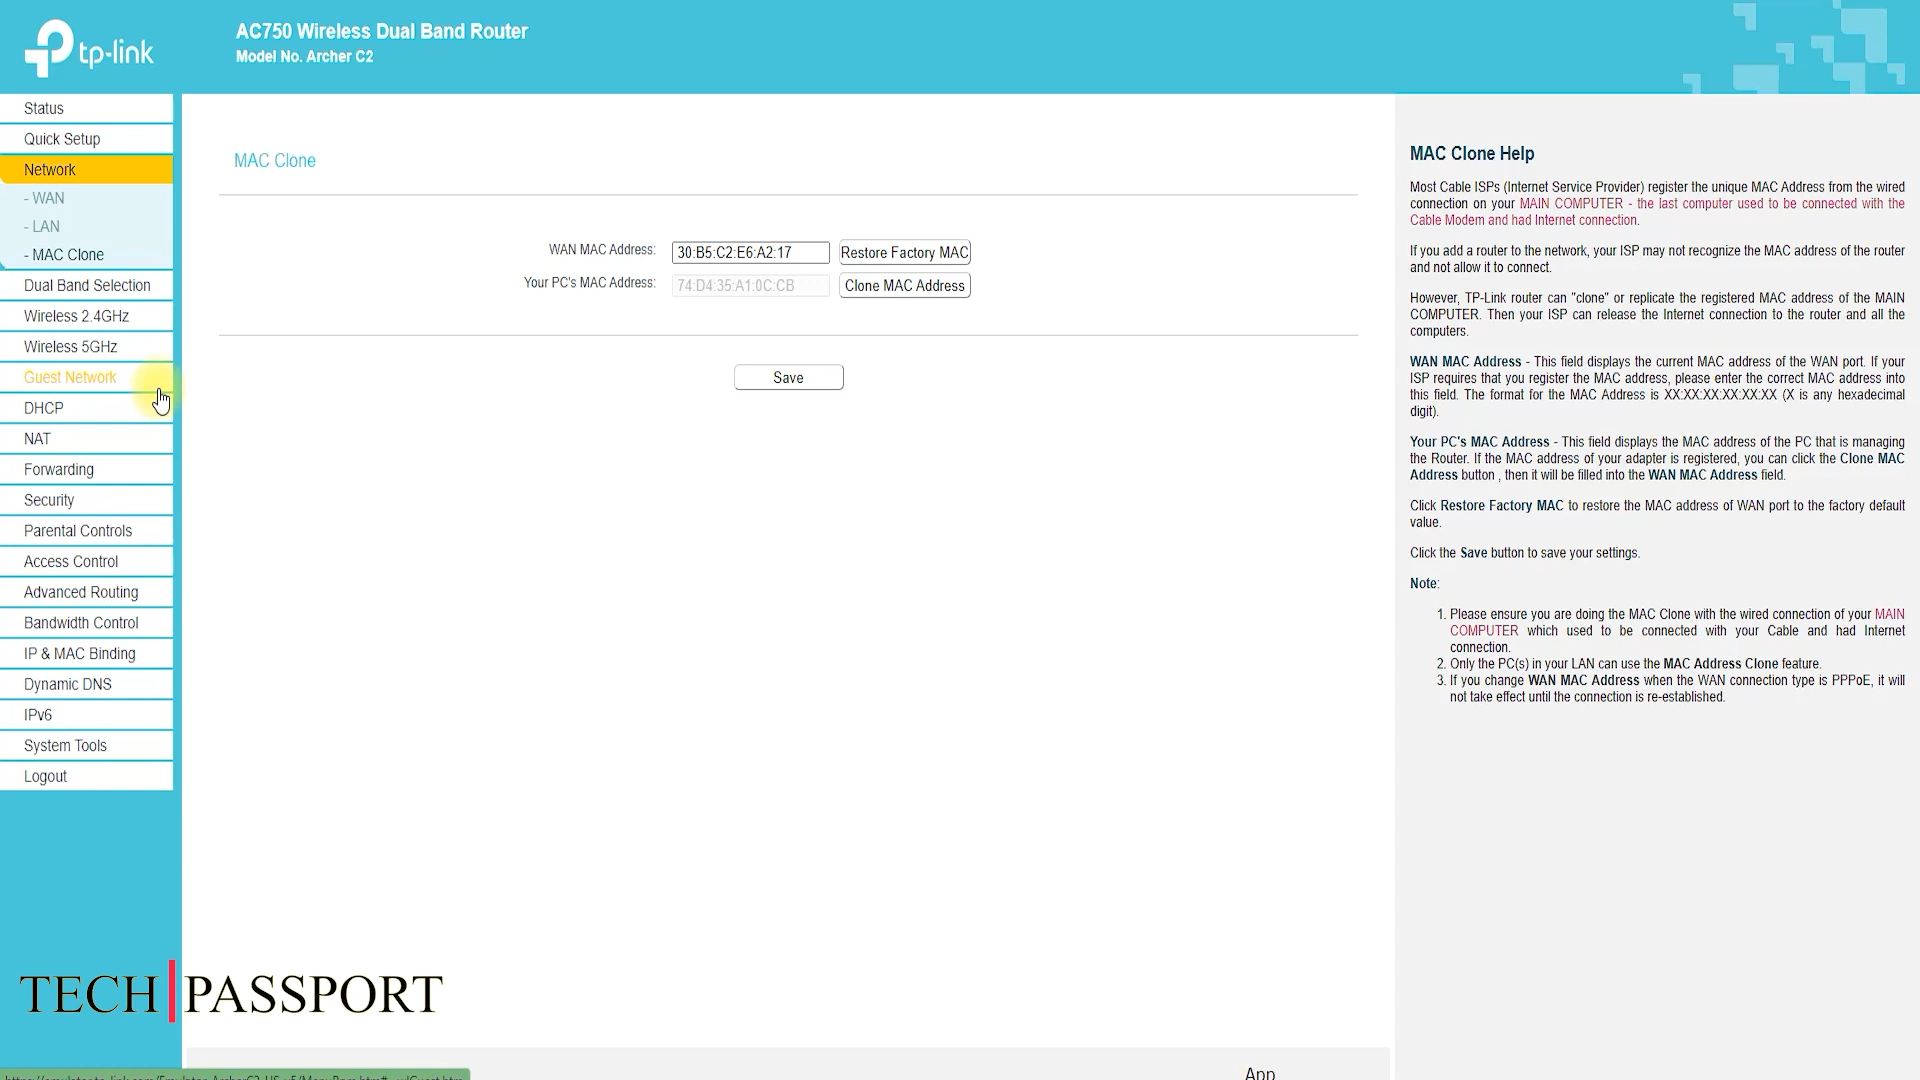 tp-link
AC750 Wireless Dual Band Router
Model No. Archer C2
Status
Quick Setup
Network
- WAN
- LAN
- MAC Clone
Dual Band Selection
Wireless 2.4GHz
Wireless 5GHz
Guest Network
DHCP
NAT
Forwarding
Security
Parental Controls
Access Control
Advanced Routing
Bandwidth Control
IP & MAC Binding
Dynamic DNS
IPv6
System Tools
Logout
MAC Clone
WAN MAC Address: 30:B5:C2:E6:A2:17 Restore Factory MAC
Your PC's MAC Address: 74:D4:35:A1:0C:CB Clone MAC Address
Save
MAC Clone Help
Most Cable ISPs (Internet Service Provider) register the unique MAC Address from the wired
connection on your MAIN COMPUTER - the last computer used to be connected with the
Cable Modem and had Internet connection.
If you add a router to the network, your ISP may not recognize the MAC address of the router
and not allow it to connect.
However, TP-Link router can "clone" or replicate the registered MAC address of the MAIN
COMPUTER. Then your ISP can release the Internet connection to the router and all the
computers.
WAN MAC Address - This field displays the current MAC address of the WAN port. If your
ISP requires that you register the MAC address, please enter the correct MAC address into
this field. The format for the MAC Address is XX:XX:XX:XX:XX:XX (X is any hexadecimal
digit).
Your PC's MAC Address - This field displays the MAC address of the PC that is managing
the Router. If the MAC address of your adapter is registered, you can click the Clone MAC
Address button , then it will be filled into the WAN MAC Address field.
Click Restore Factory MAC to restore the MAC address of WAN port to the factory default
value.
Click the Save button to save your settings.
Note:
1. Please ensure you are doing the MAC Clone with the wired connection of your MAIN
COMPUTER which used to be connected with your Cable and had Internet
connection.
2. Only the PC(s) in your LAN can use the MAC Address Clone feature.
3. If you change WAN MAC Address when the WAN connection type is PPPoE, it will
not take effect until the connection is re-established.
TECH PASSPORT
App